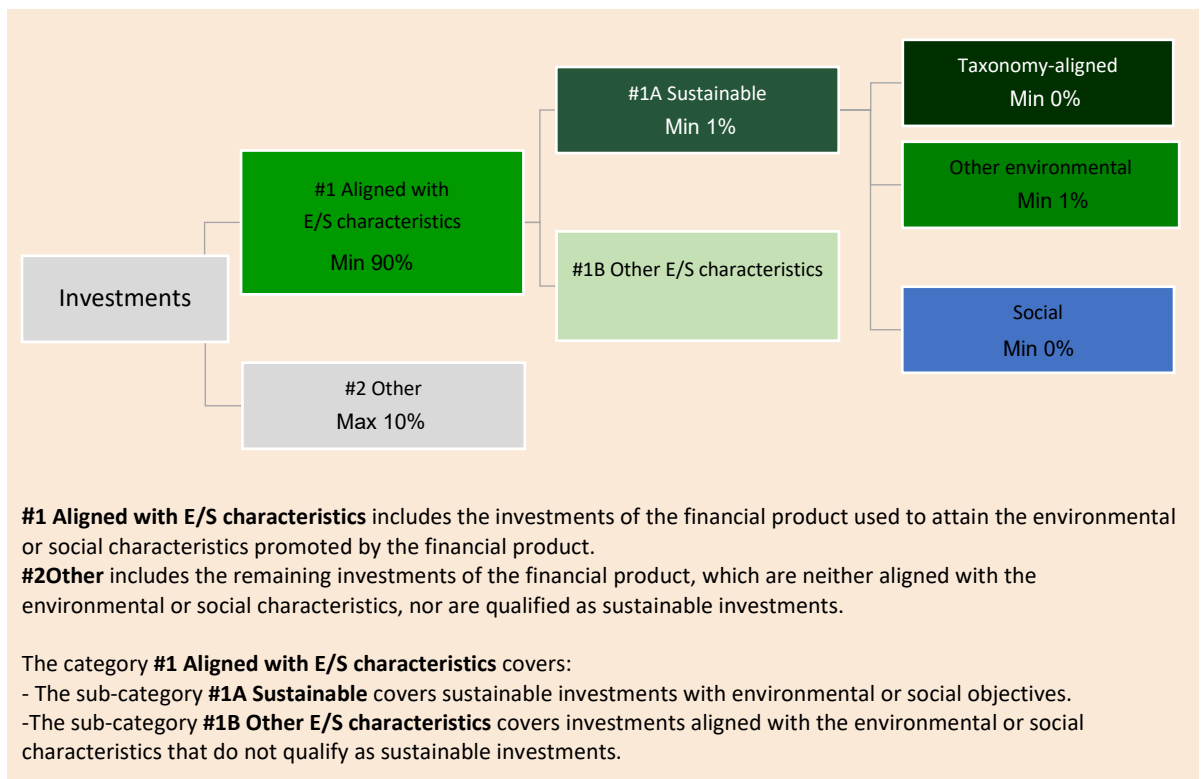 Investments
#1 Aligned with
E/S characteristics
Min 90%
#2 Other
Max 10%
#1A Sustainable
Min 1%
#1B Other E/S characteristics
Taxonomy-aligned
Min 0%
Other environmental
Min 1%
Social
Min 0%
#1 Aligned with E/S characteristics includes the investments of the financial product used to attain the environmental
or social characteristics promoted by the financial product.
#2Other includes the remaining investments of the financial product, which are neither aligned with the
environmental or social characteristics, nor are qualified as sustainable investments.
The category #1 Aligned with E/S characteristics covers:
- The sub-category #1A Sustainable covers sustainable investments with environmental or social objectives.
-The sub-category #1B Other E/S characteristics covers investments aligned with the environmental or social
characteristics that do not qualify as sustainable investments.